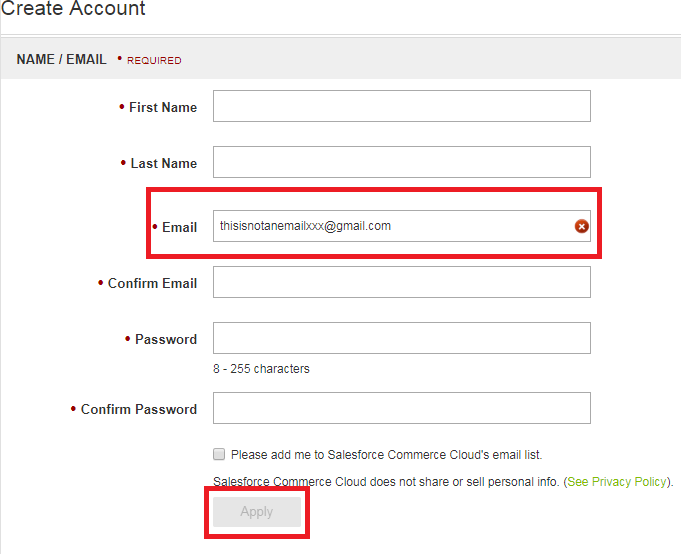 Create Account
NAME / EMAIL • REQUIRED
• First Name
• Last Name
• Email thisisnotanemailxxx@gmail.com
• Confirm Email
• Password
8 - 255 characters
• Confirm Password
Please add me to Salesforce Commerce Cloud's email list.
Salesforce Commerce Cloud does not share or sell personal info. (See Privacy Policy).
Apply